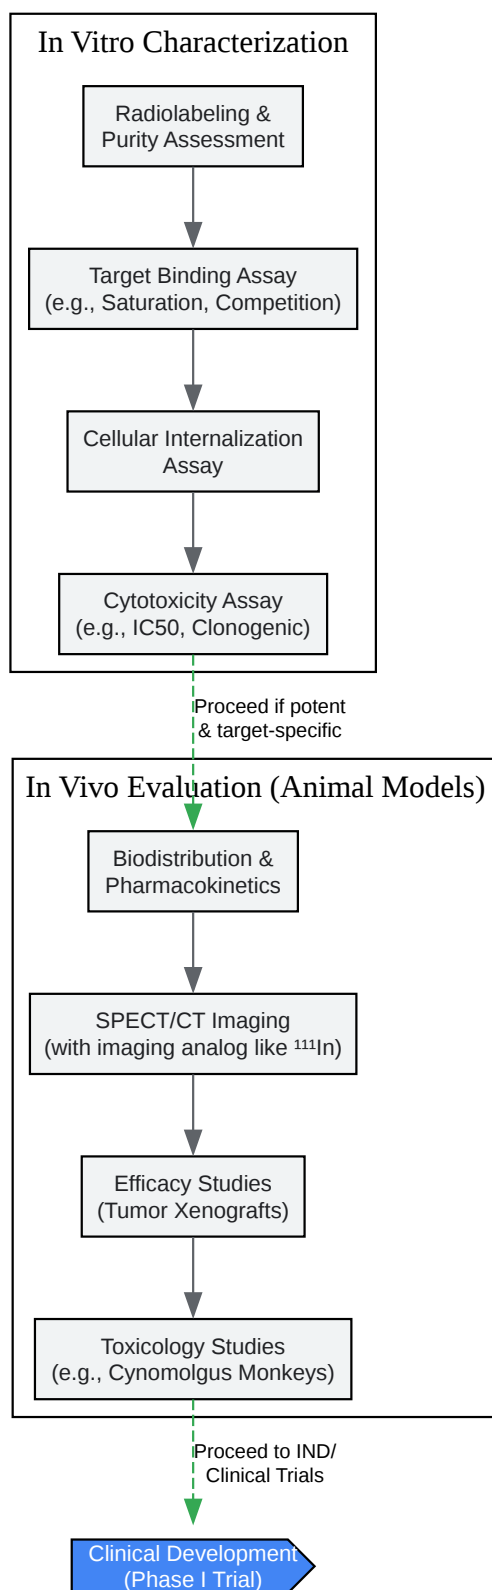 In Vitro Characterization
Radiolabeling &
Purity Assessment
Target Binding Assay
(e.g., Saturation, Competition)
Cellular Internalization
Assay
Cytotoxicity Assay
(e.g., IC50, Clonogenic)
Proceed if potent
& target-specific
In Vivo Evaluation (Animal Models)
Biodistribution &
Pharmacokinetics
SPECT/CT Imaging
(with imaging analog like ¹¹¹In)
Efficacy Studies
(Tumor Xenografts)
Toxicology Studies
(e.g., Cynomolgus Monkeys)
Proceed to IND/
Clinical Trials
Clinical Development
(Phase I Trial)